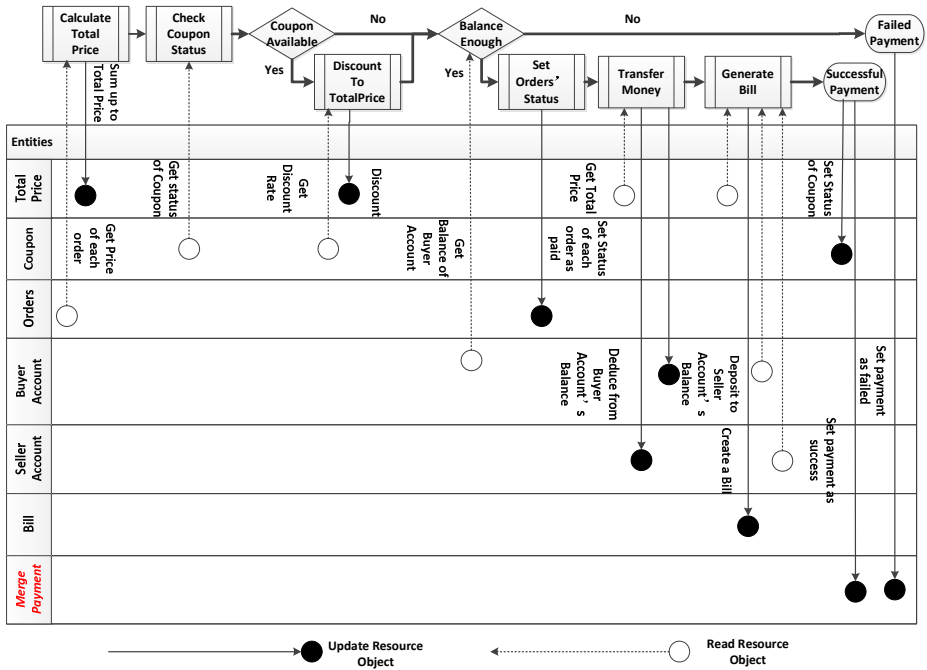 Calculate
Total
Price
Check
Coupon
Status
Coupon
Available
No
Yes
Discount
To
TotalPrice
Balance
Enough
No
Yes
Set
Orders'
Status
Transfer
Money
Generate
Bill
Successful
Payment
Failed
Payment
Sum up to
Total Price
Entities
Total
Price
Get status
of Coupon
Get
Discount
Rate
Discount
Get Total
Price
Set Status
of Coupon
Coupon
Get Price
of each
order
Get
Balance of
Buyer
Account
Set Status
of each
order as
paid
Orders
Buyer
Account
Deduce from
Buyer
Account's
Balance
Deposit to
Seller
Account's
Balance
Set payment
as failed
Seller
Account
Create a Bill
Set payment as
success
Bill
Merge
Payment
Update Resource
Object
Read Resource
Object